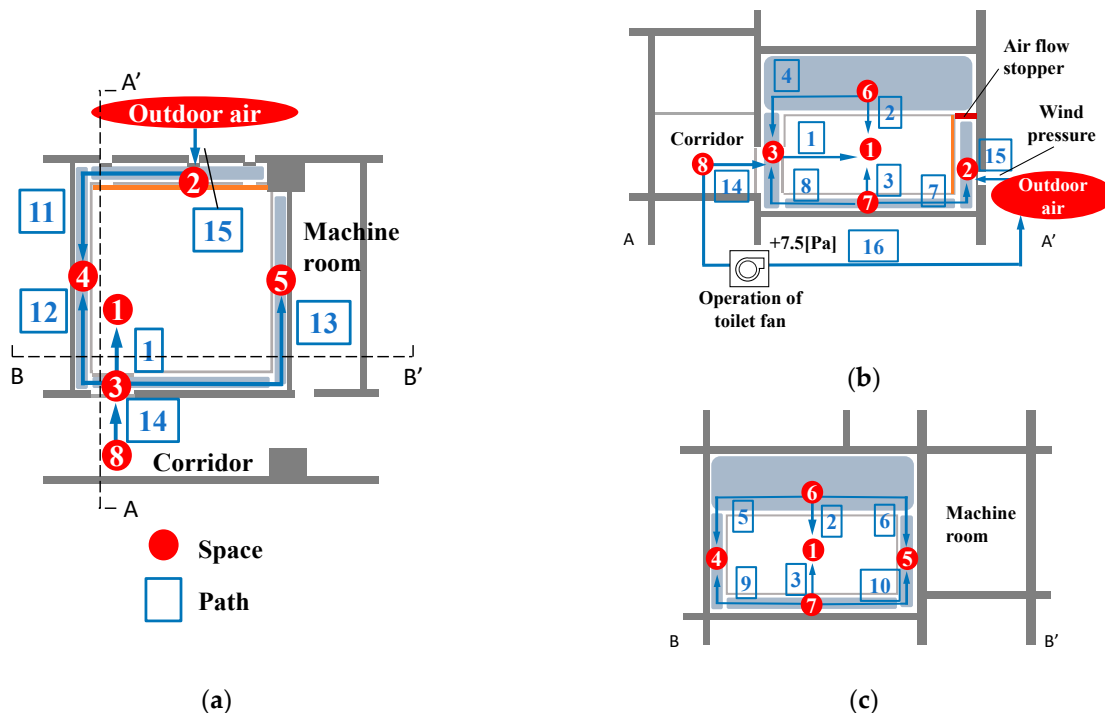 A'
Outdoor air
2
11
15
Machine
room
4
5
12
1
13
1
B
B'
3
14
8
Corridor
A
Space
Path
(a)
4
6
Air flow
stopper
2
Wind
pressure
Corridor
1
8
3
1
2
15
14
8
3
7
7
Outdoor
air
A
+7.5[Pa]
16
A'
Operation of
toilet fan
(b)
6
5
2
6
Machine
room
4
1
5
9
3
10
7
B
B'
(c)